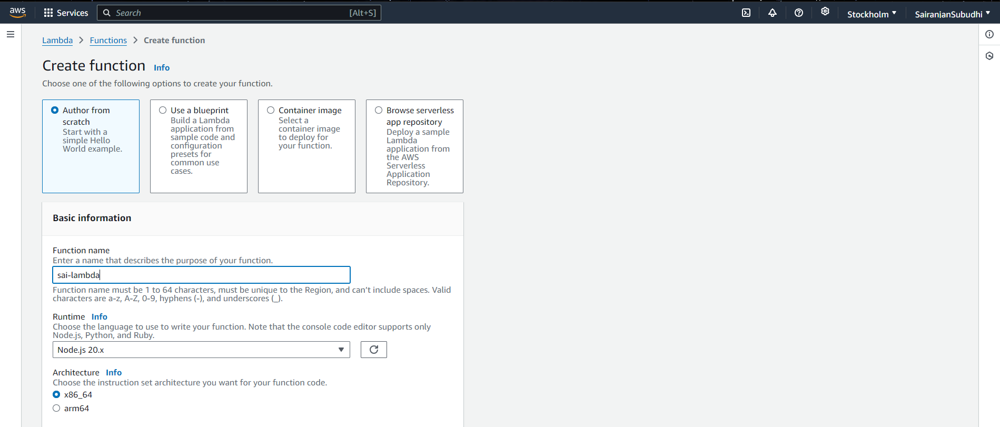 aws
Services
Search
[Alt+S]
Stockholm
SairanjanSubudhi
Lambda
Functions
Create function
Create function
Info
Choose one of the following options to create your function.
Author from
scratch
Start with a
simple Hello
World example.
Use a blueprint
Build a Lambda
application from
sample code and
configuration
presets for
common use
cases.
Container image
Select a
container image
to deploy for
your function.
Browse serverless
app repository
Deploy a sample
Lambda
application from
the AWS
Serverless
Application
Repository.
Basic information
Function name
Enter a name that describes the purpose of your function.
sai-lambda
Function name must be 1 to 64 characters, must be unique to the Region, and can’t include spaces. Valid
characters are a-z, A-Z, 0-9, hyphens (-), and underscores (_).
Runtime
Info
Choose the language to use to write your function. Note that the console code editor supports only
Node.js, Python, and Ruby.
Node.js 20.x
Architecture
Info
Choose the instruction set architecture you want for your function code.
x86_64
arm64